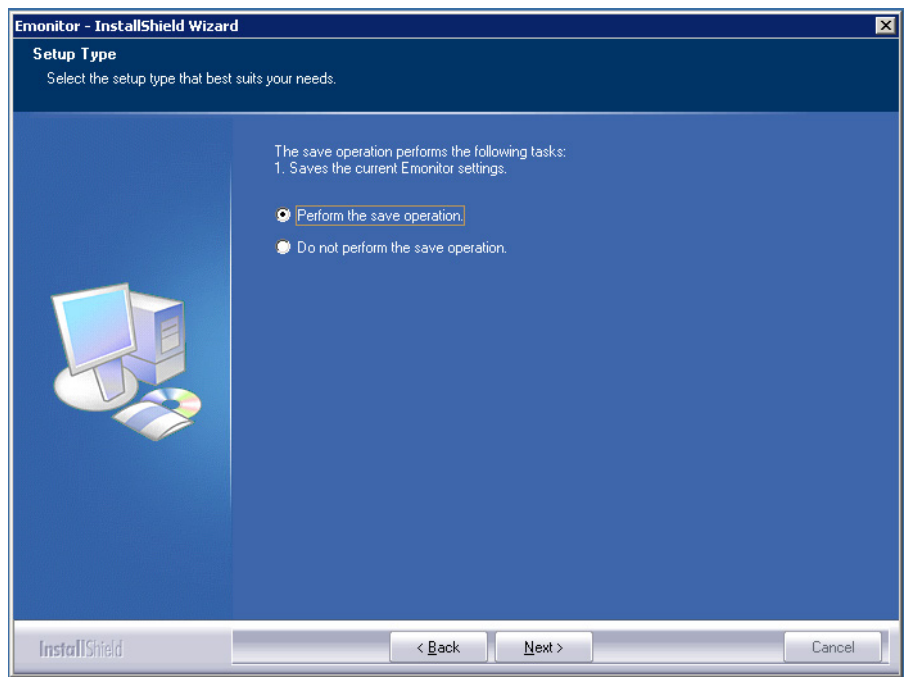 Emonitor - InstallShield Wizard
Setup Type
Select the setup type that best suits your needs.
The save operation performs the following tasks:
1. Saves the current Emonitor settings.
Perform the save operation.
Do not perform the save operation.
InstallShield
< Back
Next >
Cancel